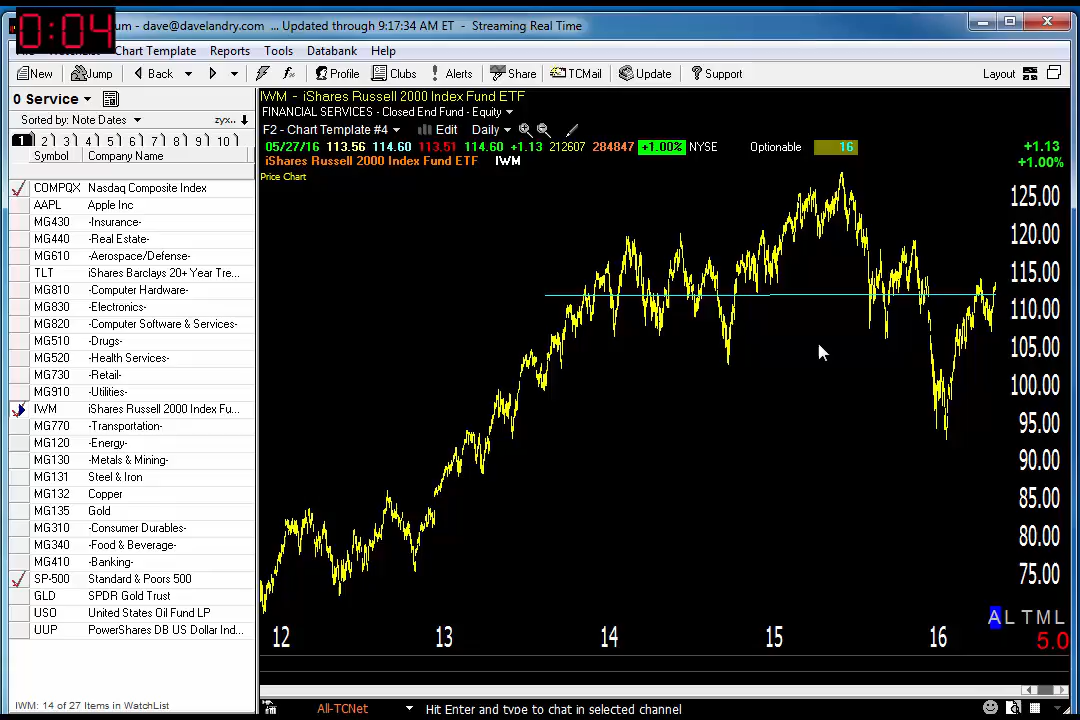 0:04
um - dave@davelandry.com ... Updated through 9:17:34 AM ET - Streaming Real Time
Chart Template Reports Tools Databank Help
New Jump Back Profile Clubs Alerts Share TCMail Update Support Layout
0 Service
Sorted by: Note Dates zyx..
1 2 3 4 5 6 7 8 9 10
Symbol Company Name
COMPQX Nasdaq Composite Index
AAPL Apple Inc
MG430 -Insurance-
MG440 -Real Estate-
MG610 -Aerospace/Defense-
TLT iShares Barclays 20+ Year Tre...
MG810 -Computer Hardware-
MG830 -Electronics-
MG820 -Computer Software & Services-
MG510 -Drugs-
MG520 -Health Services-
MG730 -Retail-
MG910 -Utilities-
IWM iShares Russell 2000 Index Fu...
MG770 -Transportation-
MG120 -Energy-
MG130 -Metals & Mining-
MG131 Steel & Iron
MG132 Copper
MG135 Gold
MG310 -Consumer Durables-
MG340 -Food & Beverage-
MG410 -Banking-
SP-500 Standard & Poors 500
GLD SPDR Gold Trust
USO United States Oil Fund LP
UUP PowerShares DB US Dollar Ind...
IWM: 14 of 27 Items in WatchList
IWM - iShares Russell 2000 Index Fund ETF
FINANCIAL SERVICES - Closed End Fund - Equity
F2 - Chart Template #4 Edit Daily
05/27/16 113.56 114.60 113.51 114.60 +1.13 212607 284847 +1.00% NYSE Optionable 16 +1.13
iShares Russell 2000 Index Fund ETF IWM +1.00%
Price Chart
125.00
120.00
115.00
110.00
105.00
100.00
95.00
90.00
85.00
80.00
75.00
A L T M L
12 13 14 15 16 5.0
All-TCNet Hit Enter and type to chat in selected channel